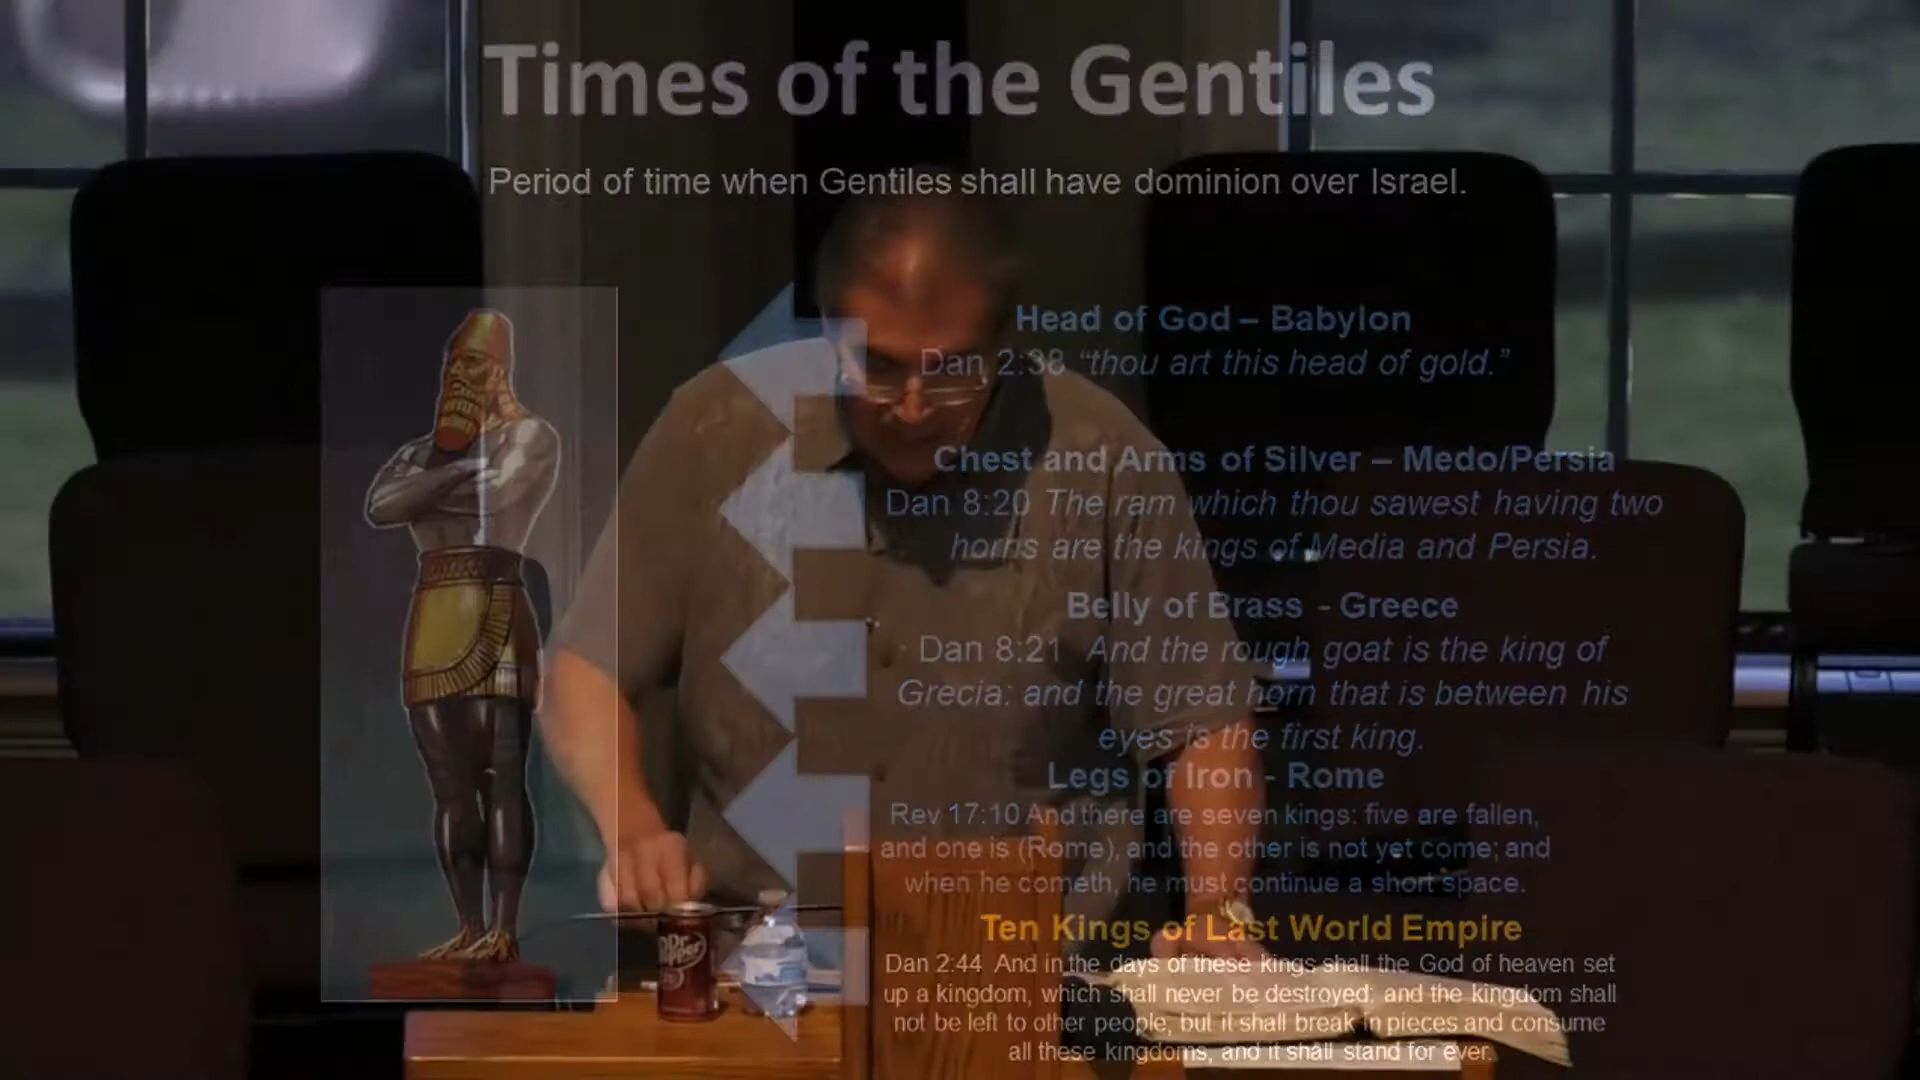 Times of the Gentiles
Period of time when Gentiles shall have dominion over Israel.
Head of God – Babylon
Dan 2:38 “thou art this head of gold.”
Chest and Arms of Silver – Medo/Persia
Dan 8:20 The ram which thou sawest having two
horns are the kings of Media and Persia.
Belly of Brass - Greece
Dan 8:21 And the rough goat is the king of
Grecia: and the great horn that is between his
eyes is the first king.
Legs of Iron - Rome
Rev 17:10 And there are seven kings: five are fallen,
and one is (Rome), and the other is not yet come; and
when he cometh, he must continue a short space.
Ten Kings of Last World Empire
Dan 2:44 And in the days of these kings shall the God of heaven set
up a kingdom, which shall never be destroyed: and the kingdom shall
not be left to other people, but it shall break in pieces and consume
all these kingdoms, and it shall stand for ever.
Dr Pepper